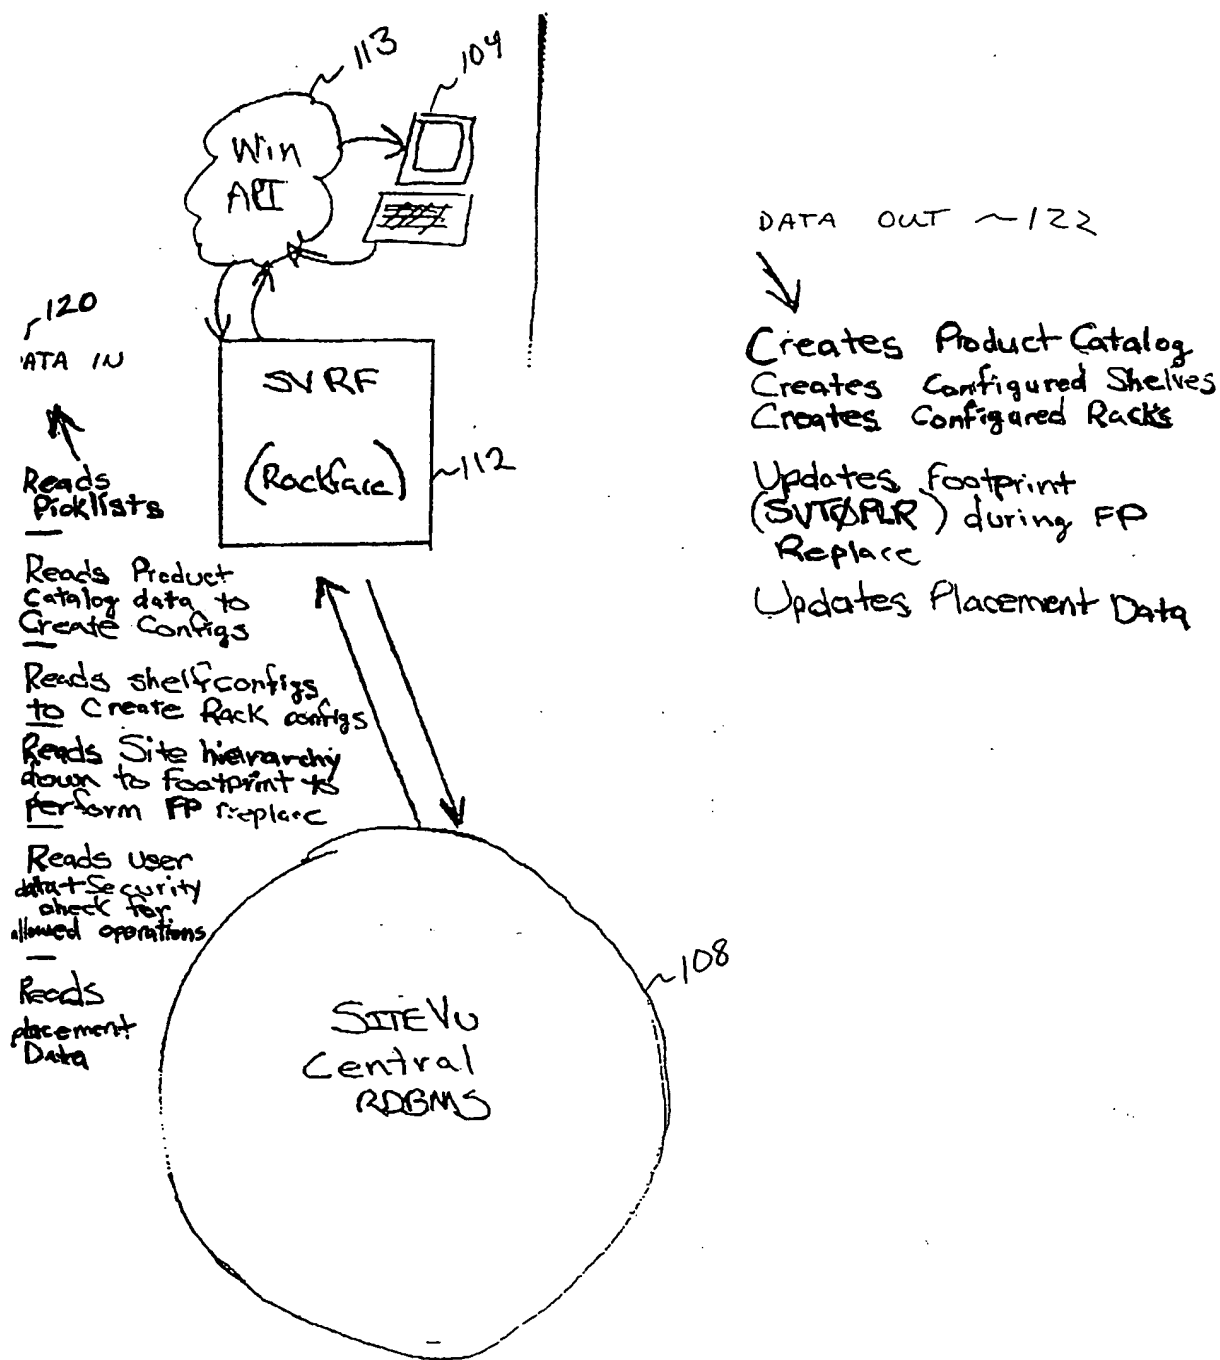 113
104
Win
API
DATA OUT ~122
120
ATA IN
SVRF
(Rackface)
112
Creates Product Catalog
Creates Configured Shelves
Creates Configured Racks
Updates Footprint
(SVTØPLR) during FP
Replace
Updates Placement Data
Reads
Picklists
Reads Product
Catalog data to
Create Configs
Reads shelf configs
to Create Rack configs
Reads Site hierarchy
down to footprint to
perform FP replace
Reads user
data + Security
check for
allowed operations
Reads
placement
Data
108
SITEVU
Central
RDBMS